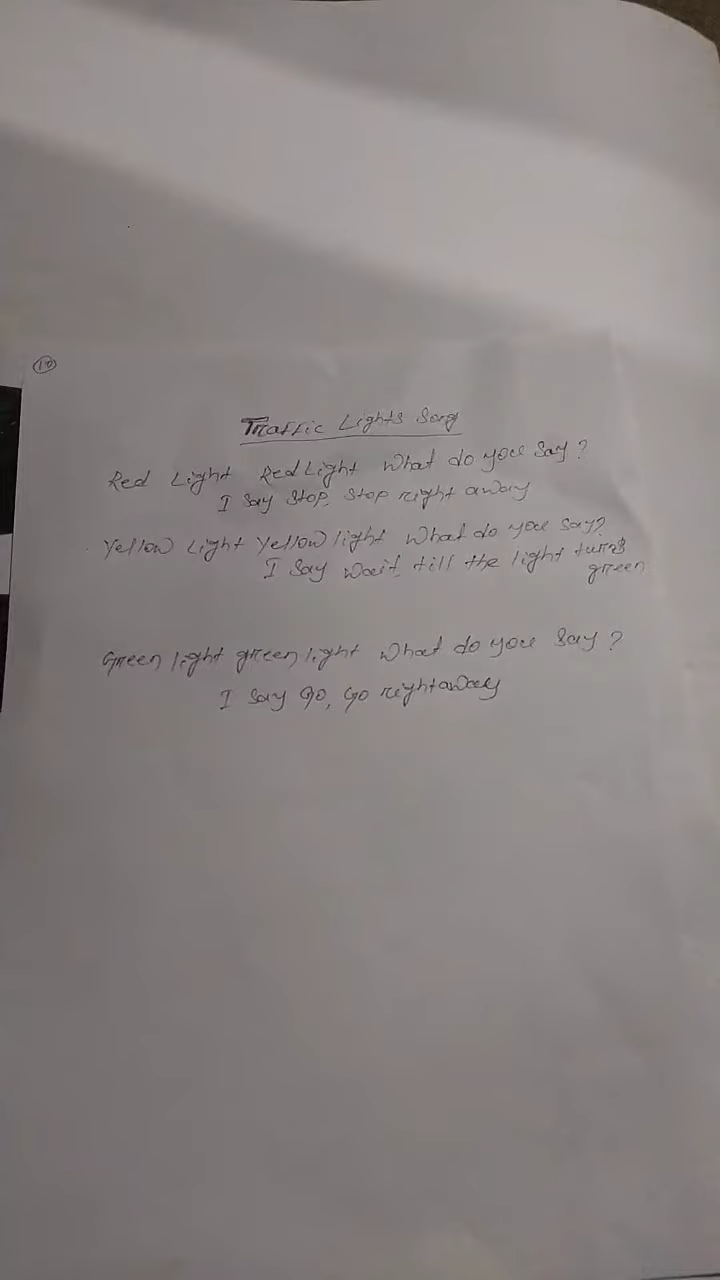 10
Traffic Lights Song
Red Light Red Light What do you say?
I Say Stop, Stop right away
Yellow Light Yellow light What do you say?
I Say Wait, till the light turns
green
Green light green light What do you Say?
I Say Go, Go right away